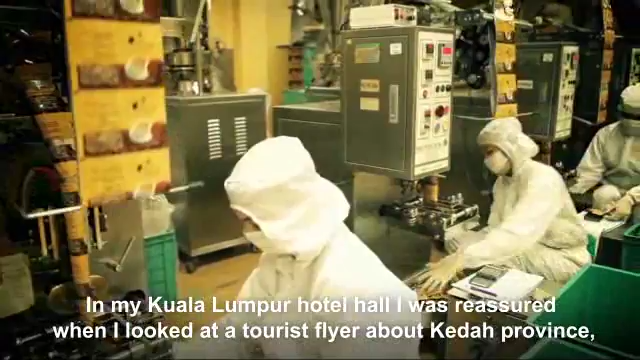 In my Kuala Lumpur hotel hall I was reassured
when I looked at a tourist flyer about Kedah province,